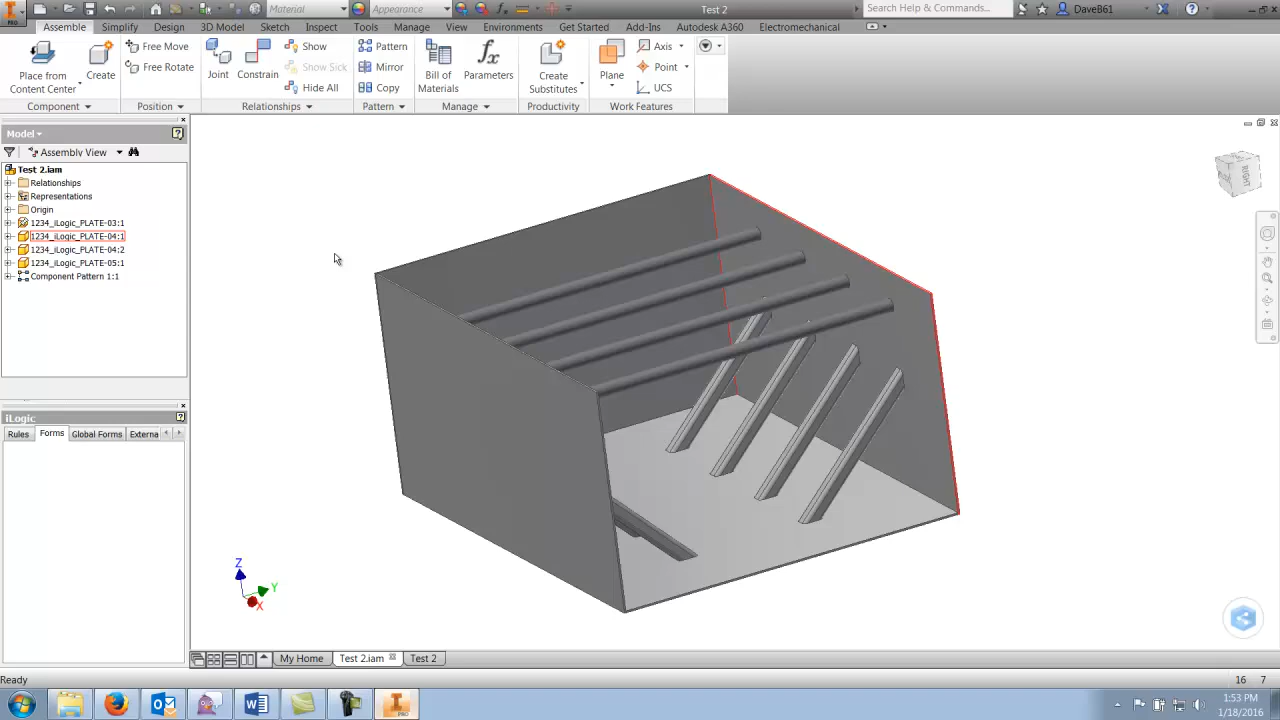 Material
Appearance
Test 2
Search Help & Commands...
DaveB61
PRO
Assemble Simplify Design 3D Model Sketch Inspect Tools Manage View Environments Get Started Add-Ins Autodesk A360 Electromechanical
Place from
Content Center
Create
Component
Free Move
Free Rotate
Position
Joint
Constrain
Show
Show Sick
Hide All
Relationships
Pattern
Mirror
Copy
Pattern
Bill of
Materials
Parameters
Manage
Create
Substitutes
Productivity
Plane
Axis
Point
UCS
Work Features
Model
Assembly View
Test 2.iam
Relationships
Representations
Origin
1234_iLogic_PLATE-03:1
1234_iLogic_PLATE-04:1
1234_iLogic_PLATE-04:2
1234_iLogic_PLATE-05:1
Component Pattern 1:1
iLogic
Rules Forms Global Forms Externa
RIGHT
Z
Y
X
My Home Test 2.iam Test 2
Ready
16 7
1:53 PM
1/18/2016